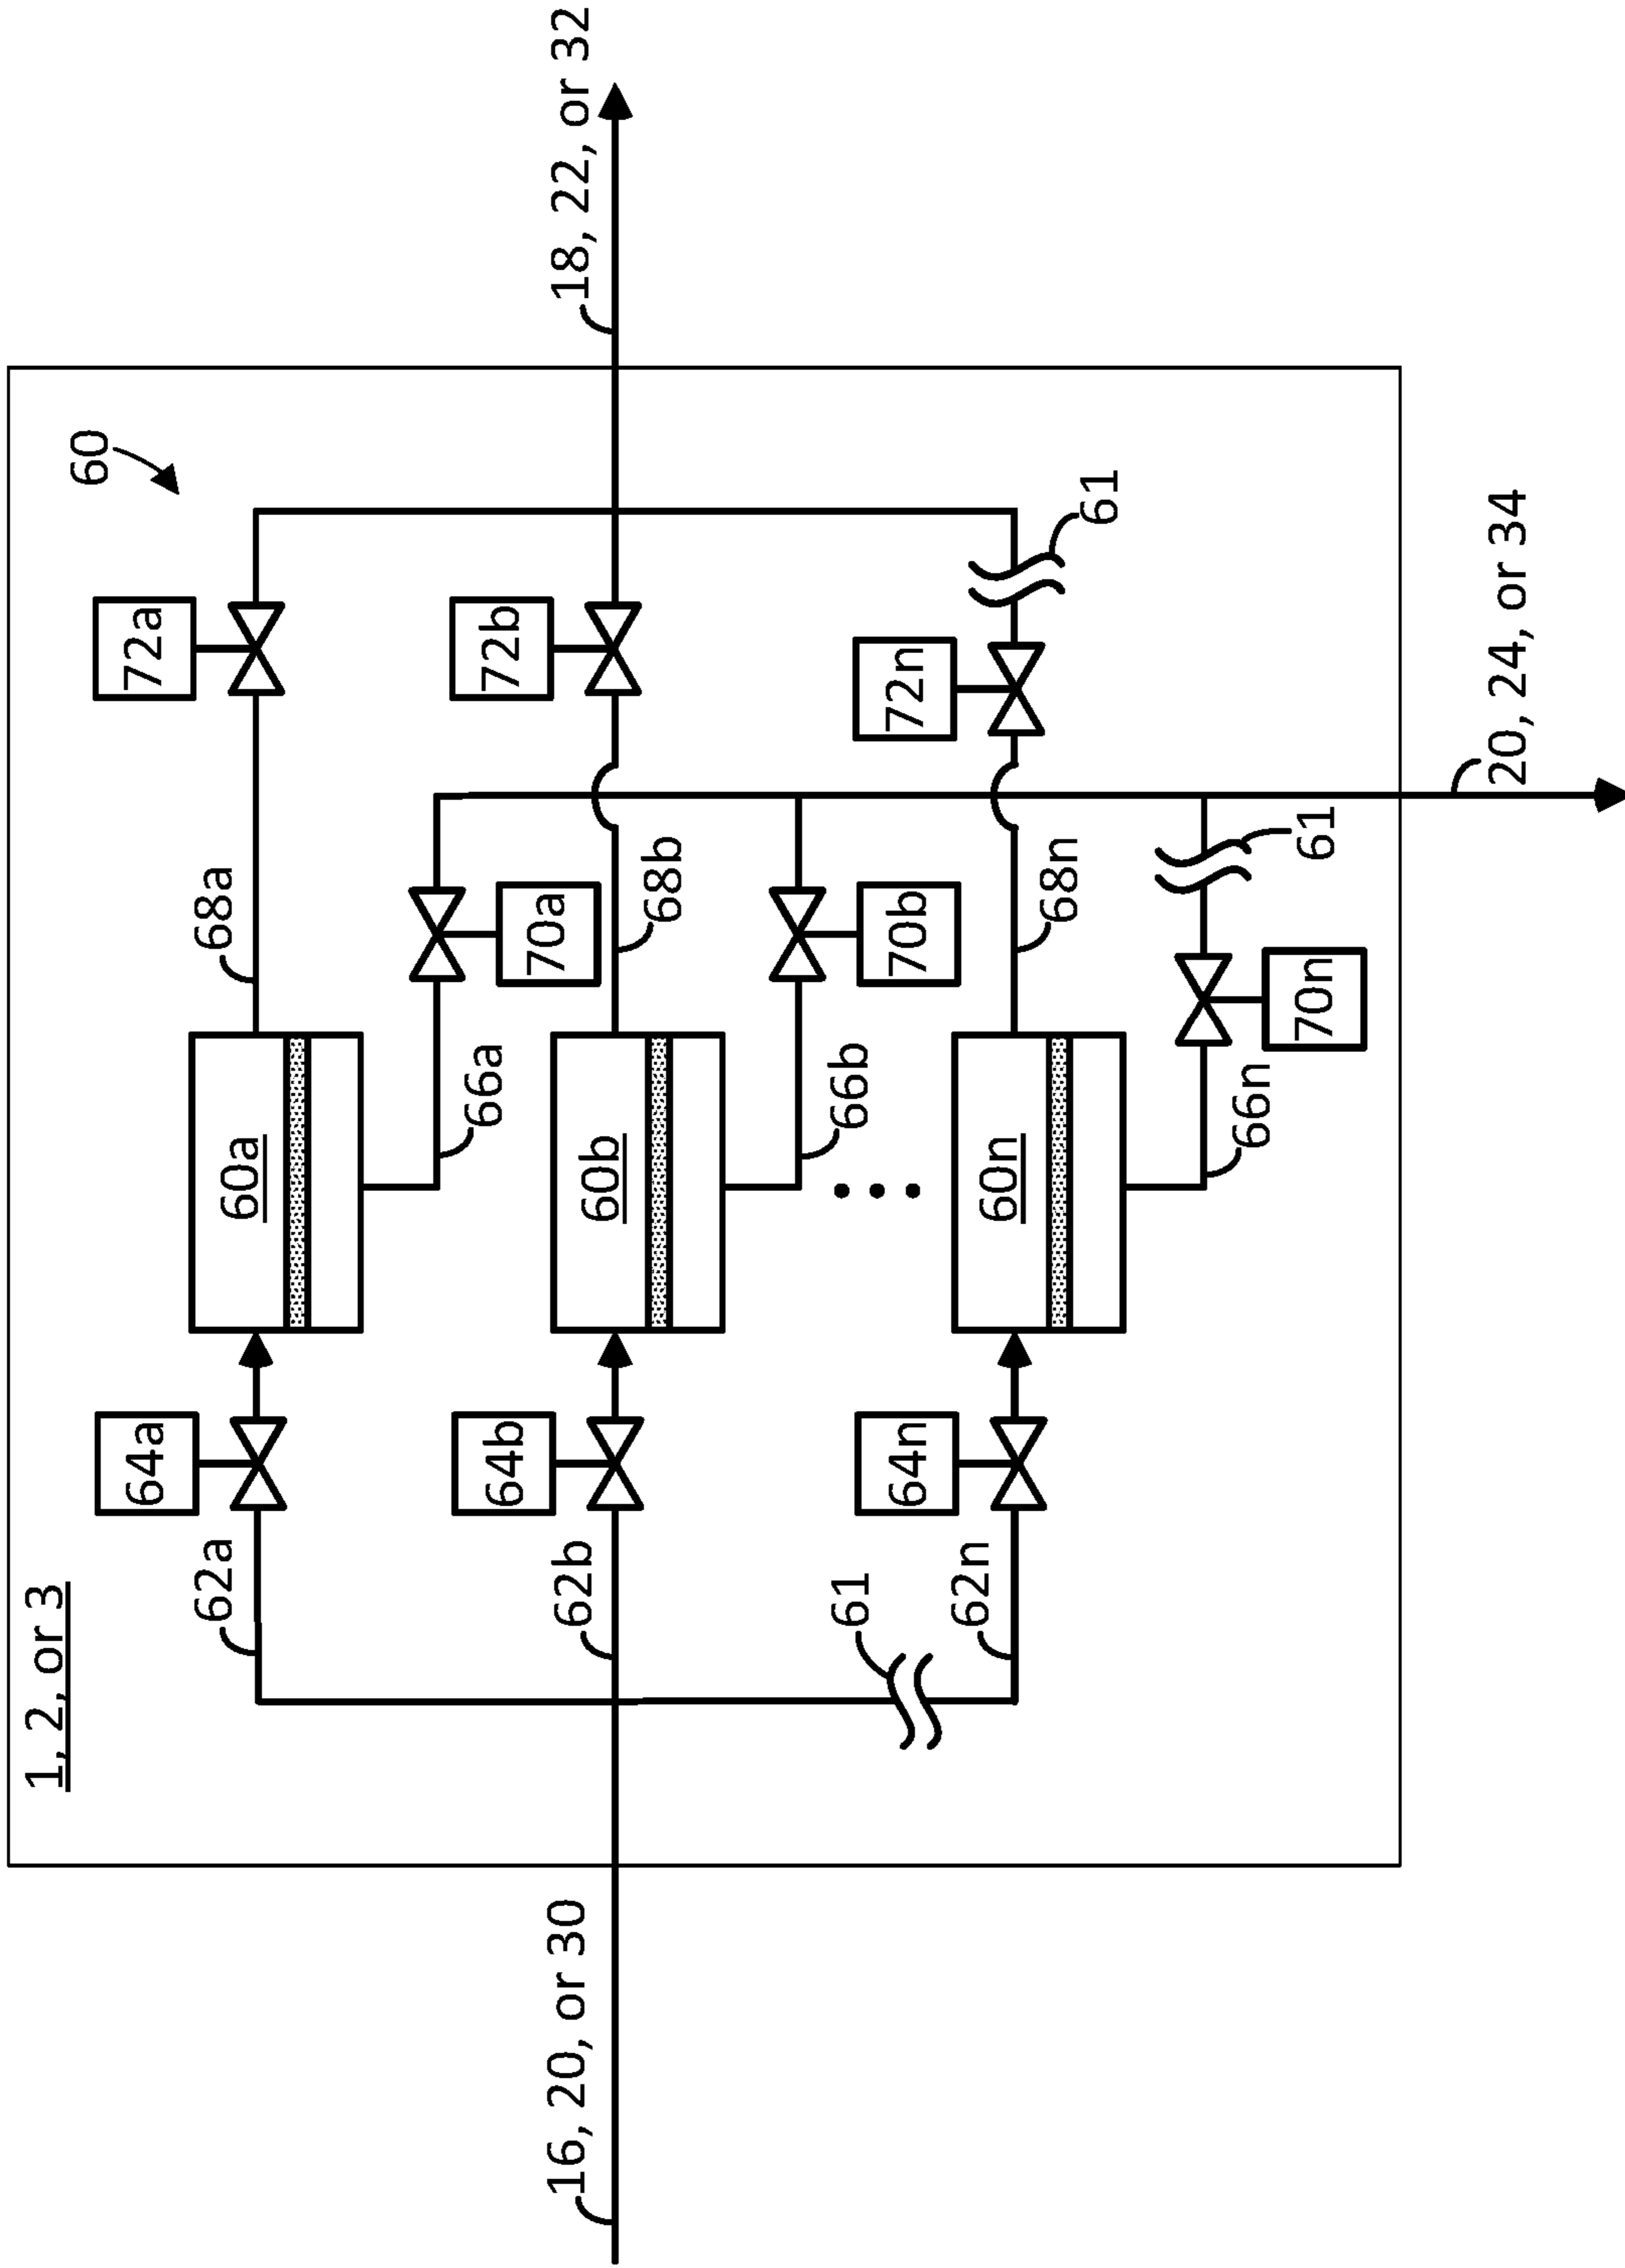 1, 2, or 3
60
64a
72a
62a
60a
68a
64b
66a
72b
70a
16, 20, or 30
62b
60b
18, 22, or 32
68b
61
66b
64n
70b
72n
62n
60n
68n
61
66n
70n
61
20, 24, or 34